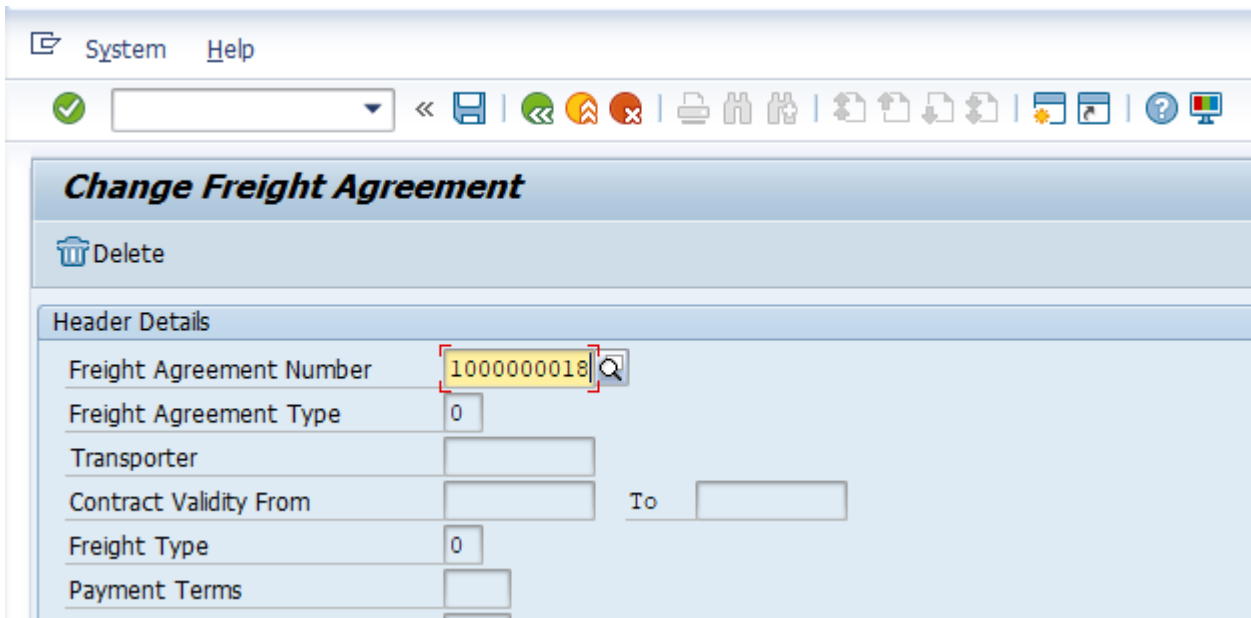 System Help
Change Freight Agreement
Delete
Header Details
Freight Agreement Number 1000000018
Freight Agreement Type 0
Transporter
Contract Validity From To
Freight Type 0
Payment Terms